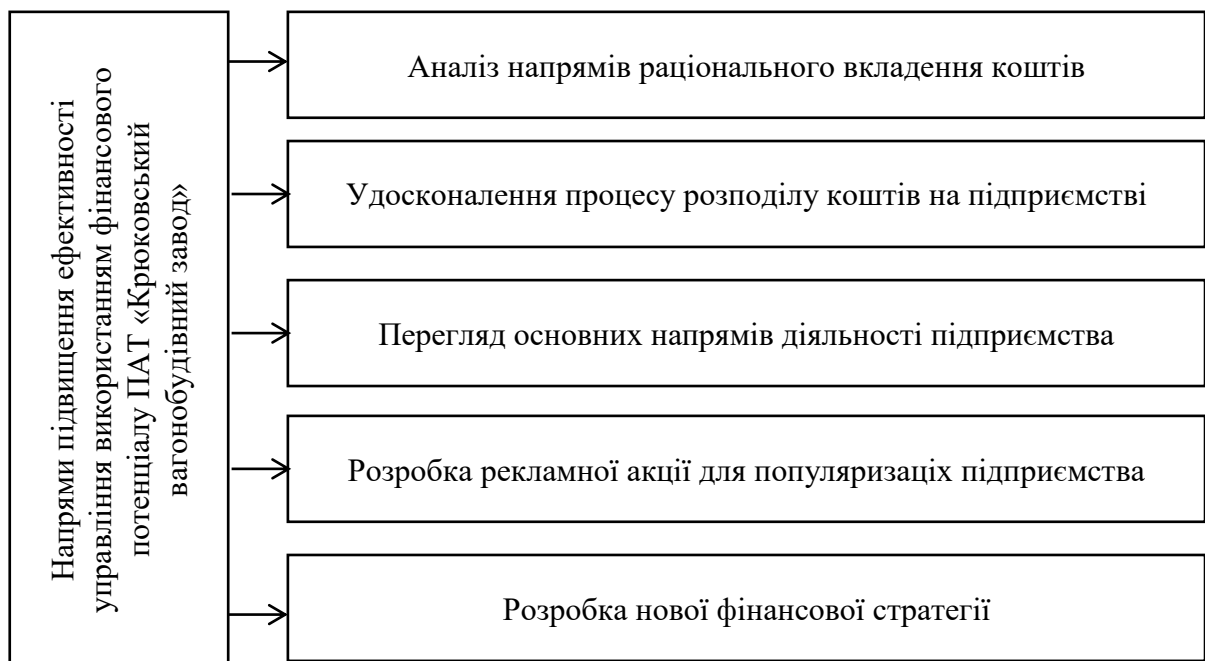 Напрями підвищення ефективності
управління використанням фінансового
потенціалу ПАТ «Крюковський
вагонобудівний завод»
Аналіз напрямів раціонального вкладення коштів
Удосконалення процесу розподілу коштів на підприємстві
Перегляд основних напрямів діяльності підприємства
Розробка рекламної акції для популяризаціх підприємства
Розробка нової фінансової стратегії